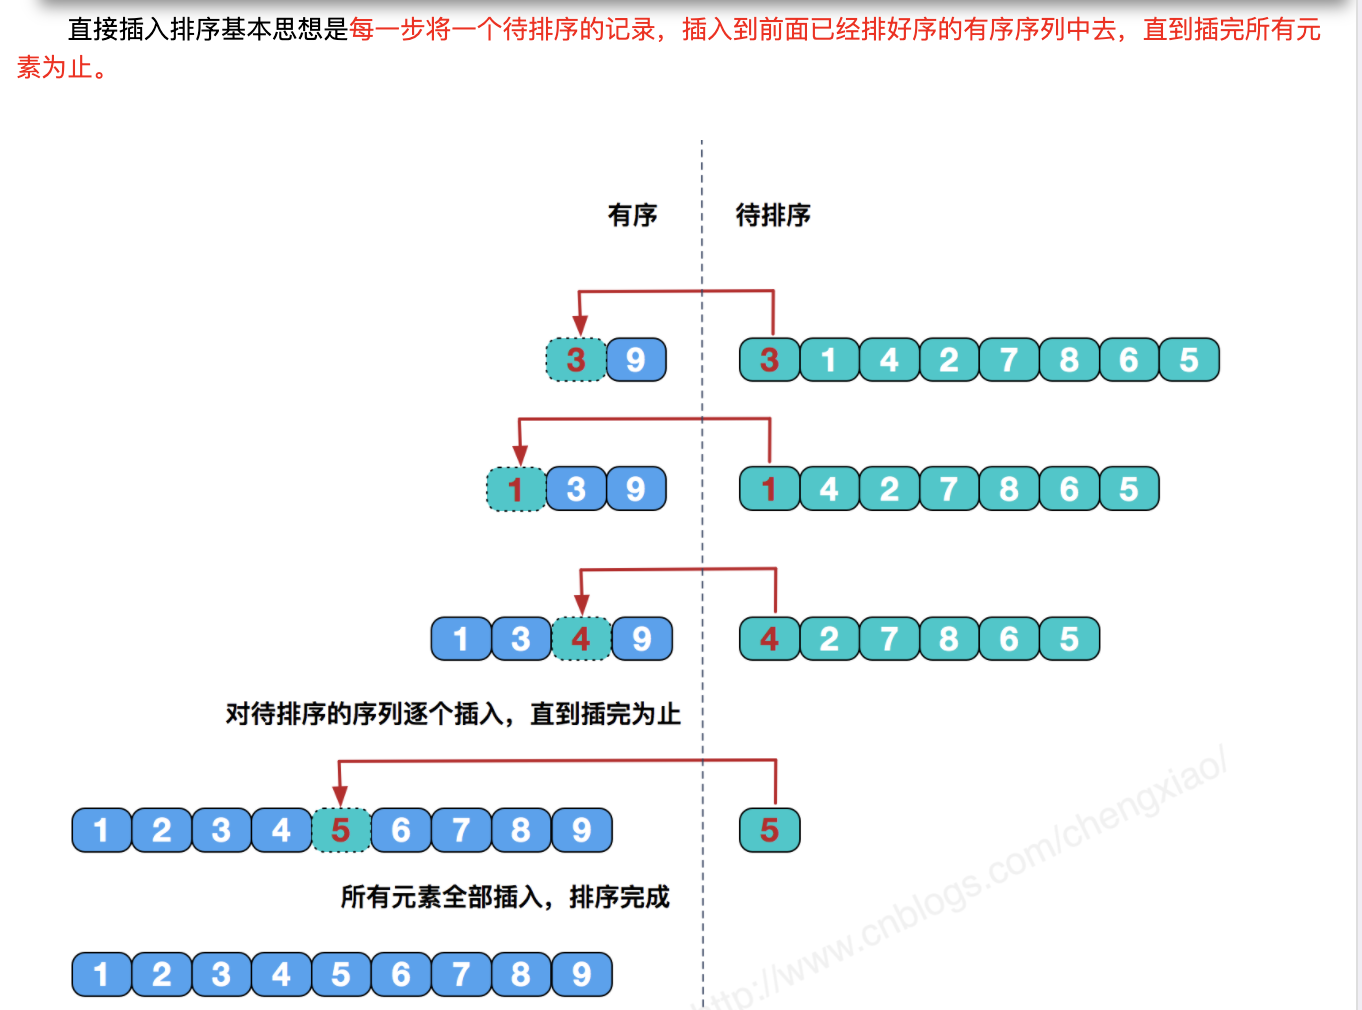 直接插入排序基本思想是每一步将一个待排序的记录，插入到前面已经排好序的有序序列中去，直到插完所有元
素为止。
有序 待排序
3 9 3 1 4 2 7 8 6 5
1 3 9 1 4 2 7 8 6 5
1 3 4 9 4 2 7 8 6 5
对待排序的序列逐个插入，直到插完为止
1 2 3 4 5 6 7 8 9 5
所有元素全部插入，排序完成
1 2 3 4 5 6 7 8 9
http://www.cnblogs.com/chengxiao/